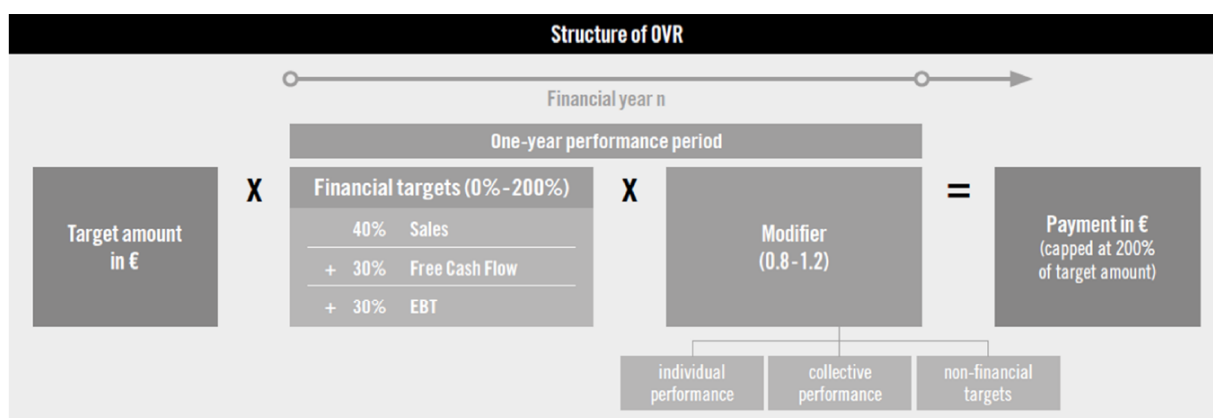 Structure of OVR
Financial year n
One-year performance period
Target amount
in €
X
Financial targets (0%-200%)
40% Sales
+ 30% Free Cash Flow
+ 30% EBT
X
Modifier
(0.8-1.2)
=
Payment in €
(capped at 200%
of target amount)
individual
performance
collective
performance
non-financial
targets